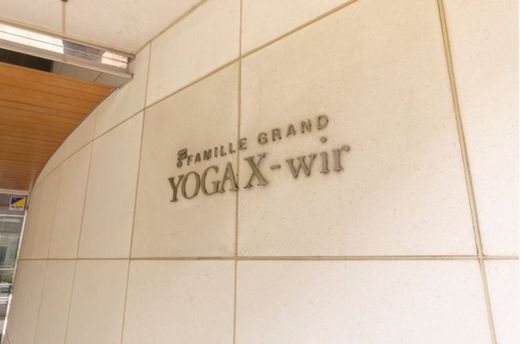 FAMILLE GRAND
YOGA X-wir